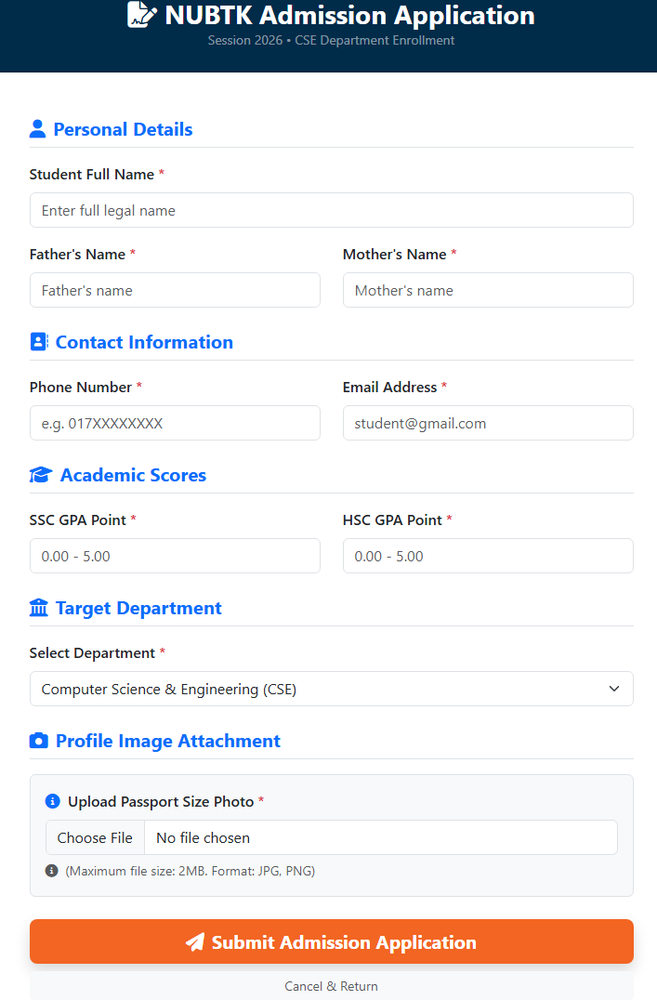 NUBTK Admission Application
Session 2026 • CSE Department Enrollment
Personal Details
Student Full Name *
Enter full legal name
Father's Name * Mother's Name *
Father's name Mother's name
Contact Information
Phone Number * Email Address *
e.g. 017XXXXXXXX student@gmail.com
Academic Scores
SSC GPA Point * HSC GPA Point *
0.00 - 5.00 0.00 - 5.00
Target Department
Select Department *
Computer Science & Engineering (CSE)
Profile Image Attachment
Upload Passport Size Photo *
Choose File No file chosen
(Maximum file size: 2MB. Format: JPG, PNG)
Submit Admission Application
Cancel & Return